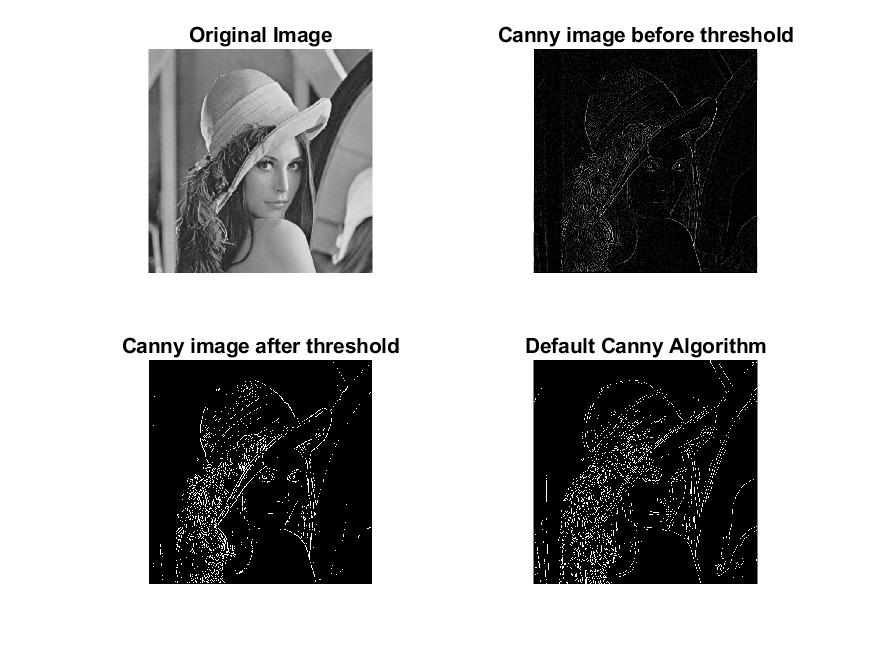 Original Image
Canny image before threshold
Canny image after threshold
Default Canny Algorithm